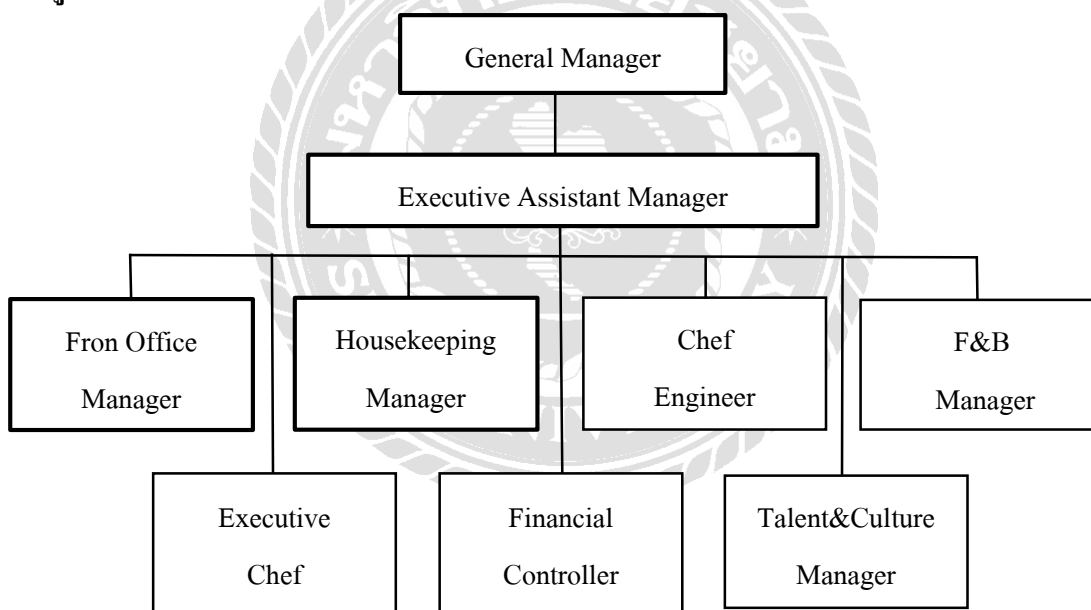 General Manager
Executive Assistant Manager
Fron Office
Manager
Housekeeping
Manager
Chef
Engineer
F&B
Manager
Executive
Chef
Financial
Controller
Talent&Culture
Manager